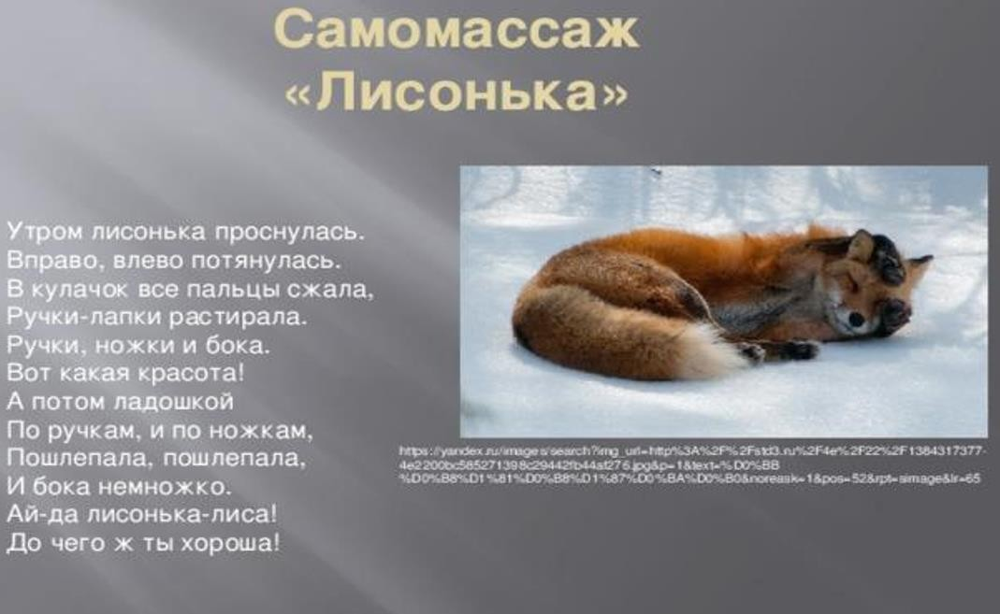 Самомассаж
«Лисонька»
Утром лисонька проснулась.
Вправо, влево потянулась.
В кулачок все пальцы сжала,
Ручки-лапки растирала.
Ручки, ножки и бока.
Вот какая красота!
А потом ладошкой
По ручкам, и по ножкам,
Пошлепала, пошлепала,
И бока немножко.
Ай-да лисонька-лиса!
До чего ж ты хороша!
https://yandex.ru/images/search?img_url=http%3A%2F%2Fstd3.ru%2F4e%2F22%2F1384317377-
4e2200bc585271398c29442fb44af276.jpg&p=1&text=%D0%BB
%D0%B8%D1%81%D0%B8%D1%87%D0%BA%D0%B0&noreask=1&pos=52&rpt=simage&lr=65